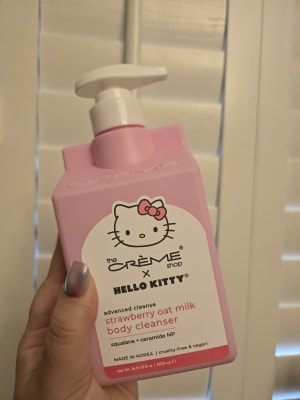 the CRÈME® shop
x
HELLO KITTY®
advanced cleanse
strawberry oat milk
body cleanser
squalane + ceramide NP
MADE IN KOREA | cruelty-free & vegan